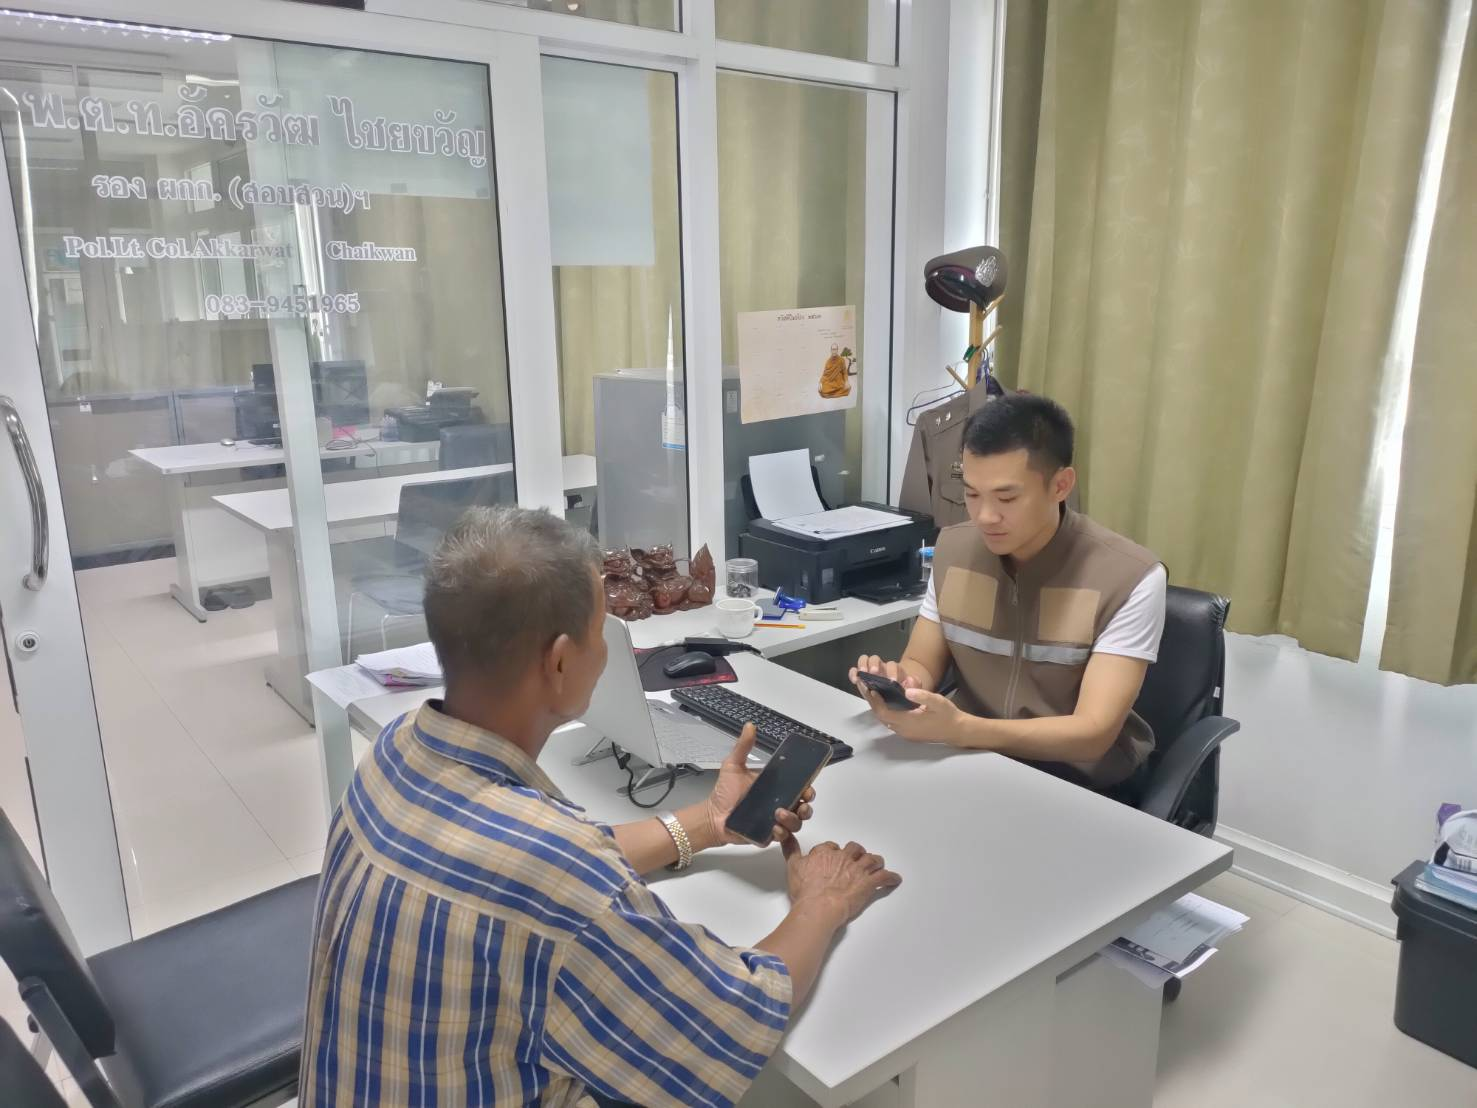 พ.ต.ท.อัครวัฒ ไชยขวัญ
รอง ผกก. (สอบสวน)ฯ
Pol.Lt. Col.Akkarwat Chaikwan
083-9451965
Canon